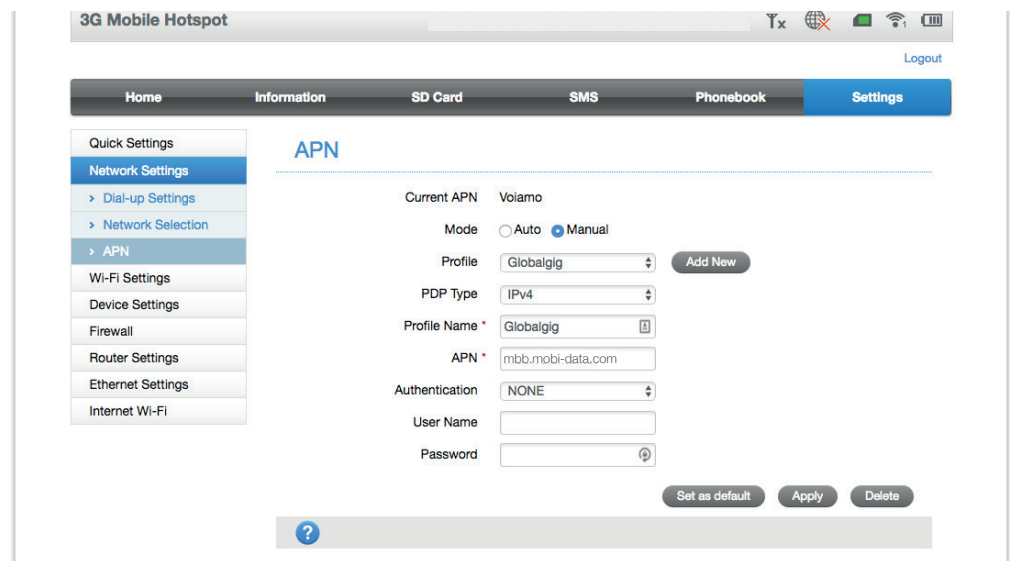 3G Mobile Hotspot
1
Logout
Home Information SD Card SMS Phonebook Settings
Quick Settings
Network Settings
› Dial-up Settings
› Network Selection
› APN
Wi-Fi Settings
Device Settings
Firewall
Router Settings
Ethernet Settings
Internet Wi-Fi
APN
Current APN Voiamo
Mode Auto Manual
Profile Globalgig Add New
PDP Type IPv4
Profile Name * Globalgig
APN * mbb.mobi-data.com
Authentication NONE
User Name
Password
Set as default Apply Delete
?